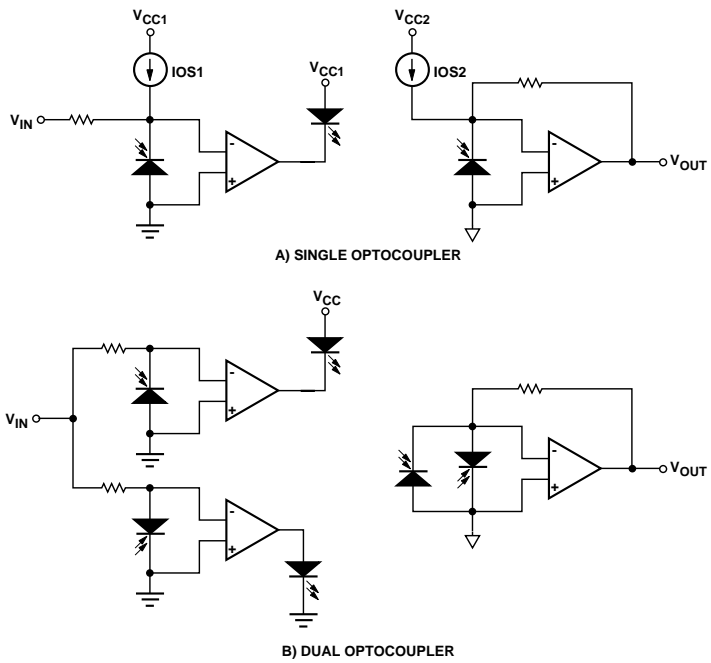 VCC1
IOS1
VCC1
VIN
-
+
VCC2
IOS2
-
+
VOUT
A) SINGLE OPTOCOUPLER
VCC
VIN
-
+
-
+
-
+
VOUT
B) DUAL OPTOCOUPLER